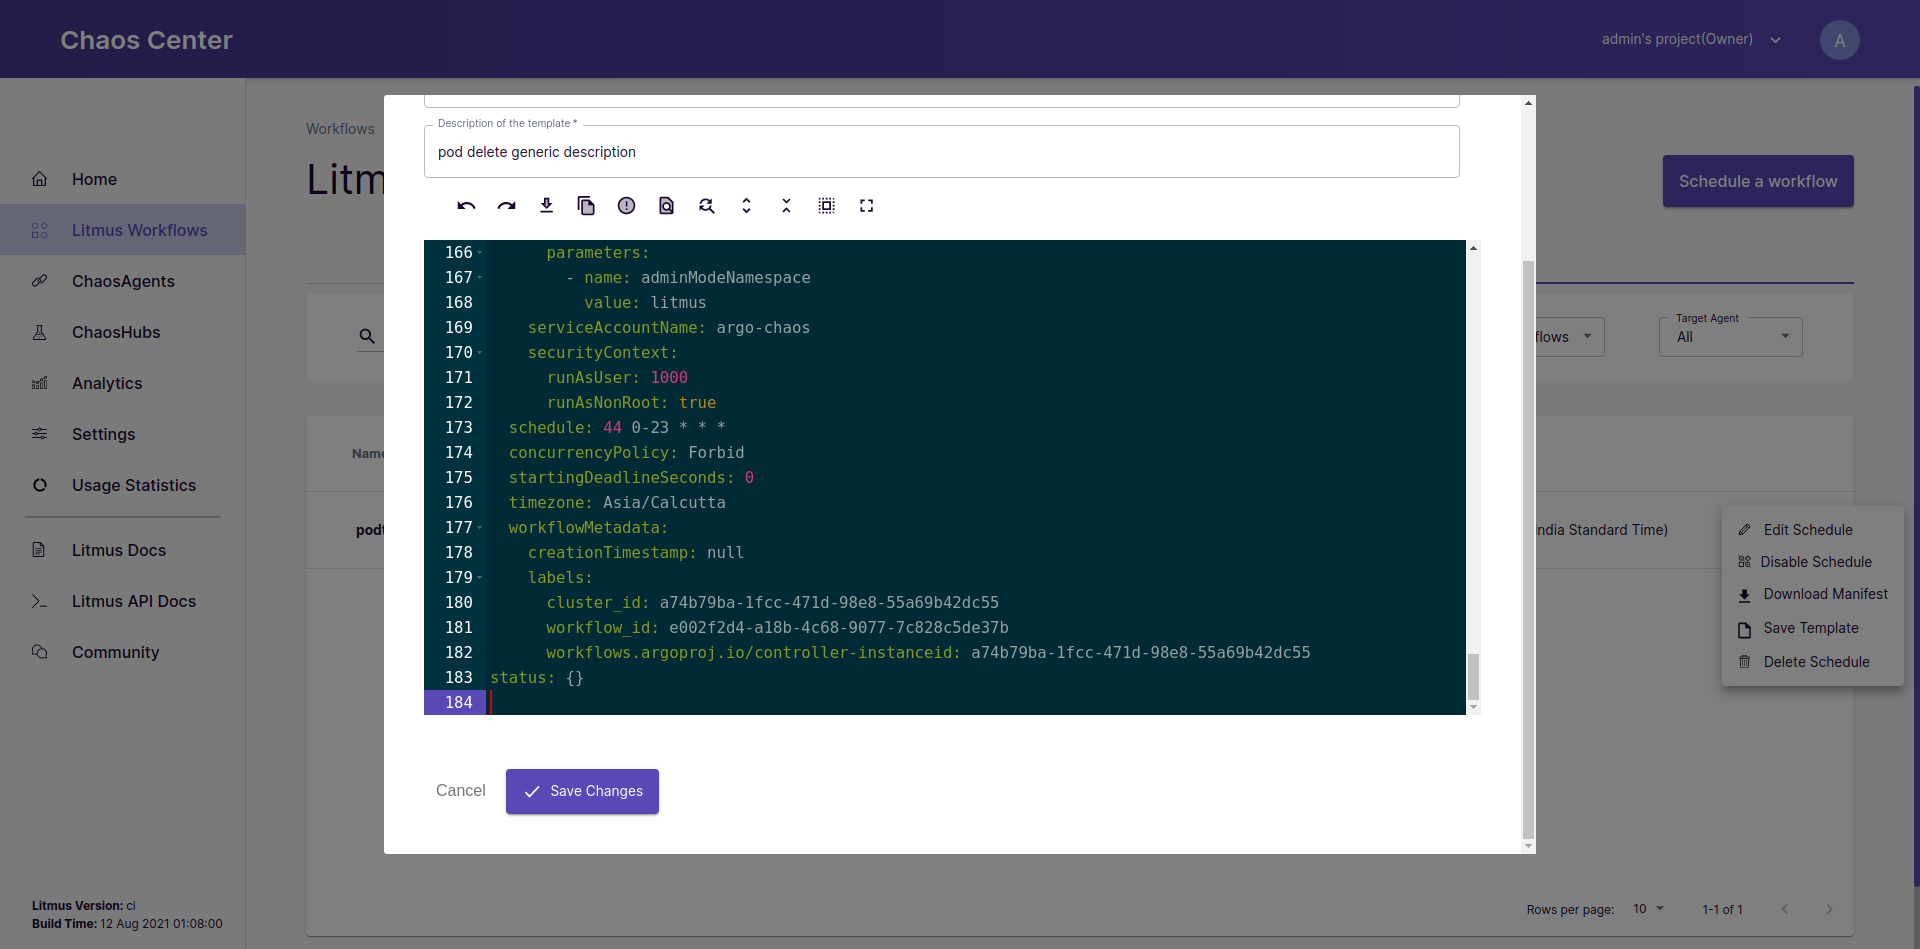 Chaos Center
admin's project(Owner)
A
Home
Litmus Workflows
ChaosAgents
ChaosHubs
Analytics
Settings
Usage Statistics
Litmus Docs
Litmus API Docs
Community
Litmus Version: ci
Build Time: 12 Aug 2021 01:08:00
Workflows
Litm
Schedule a workflow
flows
Target Agent
All
Name
pod
ndia Standard Time)
Description of the template *
pod delete generic description
166 parameters:
167 - name: adminModeNamespace
168 value: litmus
169 serviceAccountName: argo-chaos
170 securityContext:
171 runAsUser: 1000
172 runAsNonRoot: true
173 schedule: 44 0-23 * * *
174 concurrencyPolicy: Forbid
175 startingDeadlineSeconds: 0
176 timezone: Asia/Calcutta
177 workflowMetadata:
178 creationTimestamp: null
179 labels:
180 cluster_id: a74b79ba-1fcc-471d-98e8-55a69b42dc55
181 workflow_id: e002f2d4-a18b-4c68-9077-7c828c5de37b
182 workflows.argoproj.io/controller-instanceid: a74b79ba-1fcc-471d-98e8-55a69b42dc55
183 status: {}
184
Cancel
Save Changes
Edit Schedule
Disable Schedule
Download Manifest
Save Template
Delete Schedule
Rows per page: 10 1-1 of 1